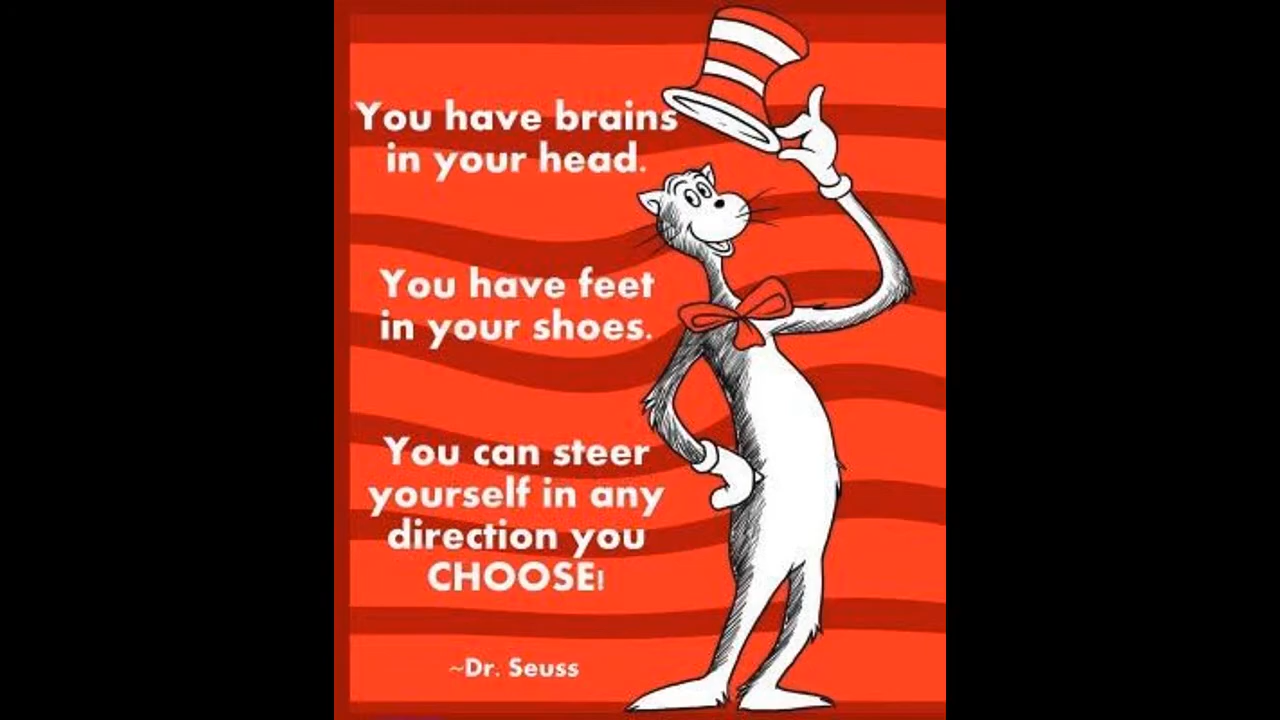 You have brains
in your head.
You have feet
in your shoes.
You can steer
yourself in any
direction you
CHOOSE!
~Dr. Seuss